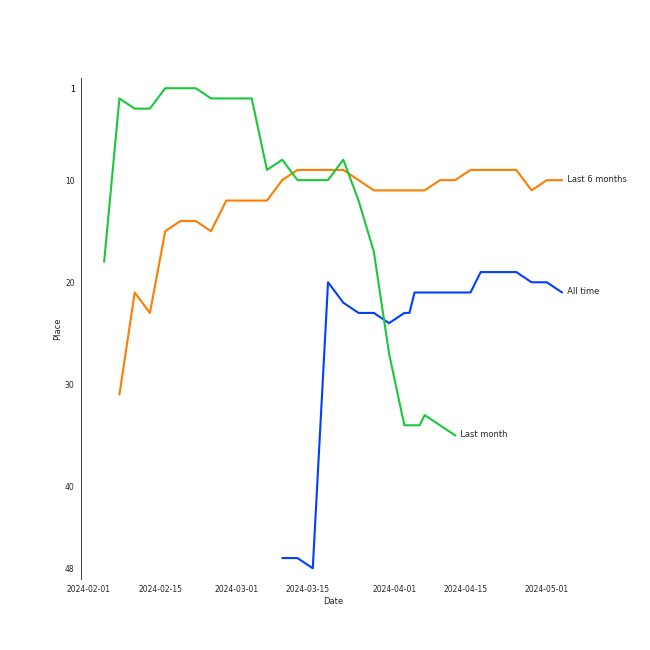 1
10
20
30
40
48
Place
Last 6 months
All time
Last month
2024-02-01
2024-02-15
2024-03-01
2024-03-15
2024-04-01
2024-04-15
2024-05-01
Date